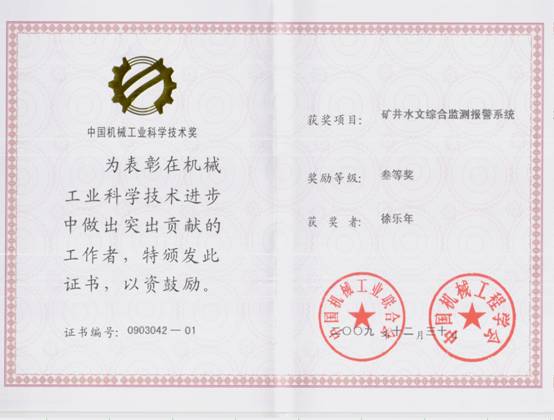 中国机械工业科学技术奖
为表彰在机械
工业科学技术进步
中做出突出贡献的
工作者，特颁发此
证书，以资鼓励。
证书编号：0903042－01
获奖项目：矿井水文综合监测报警系统
奖励等级：叁等奖
获奖者：徐乐年
中国机械工业联合会
中国机械工程学会
二〇〇九年十二月三十